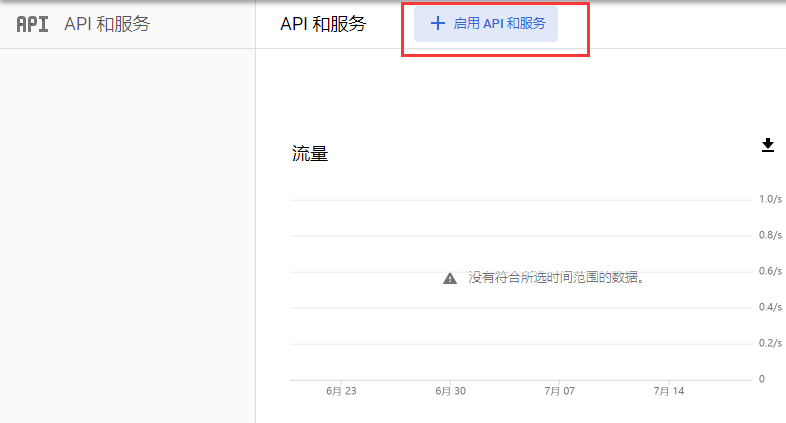 API API 和服务 API 和服务 + 启用 API 和服务
流量
1.0/s
0.8/s
没有符合所选时间范围的数据。 0.6/s
0.4/s
0.2/s
0
6月 23 6月 30 7月 07 7月 14